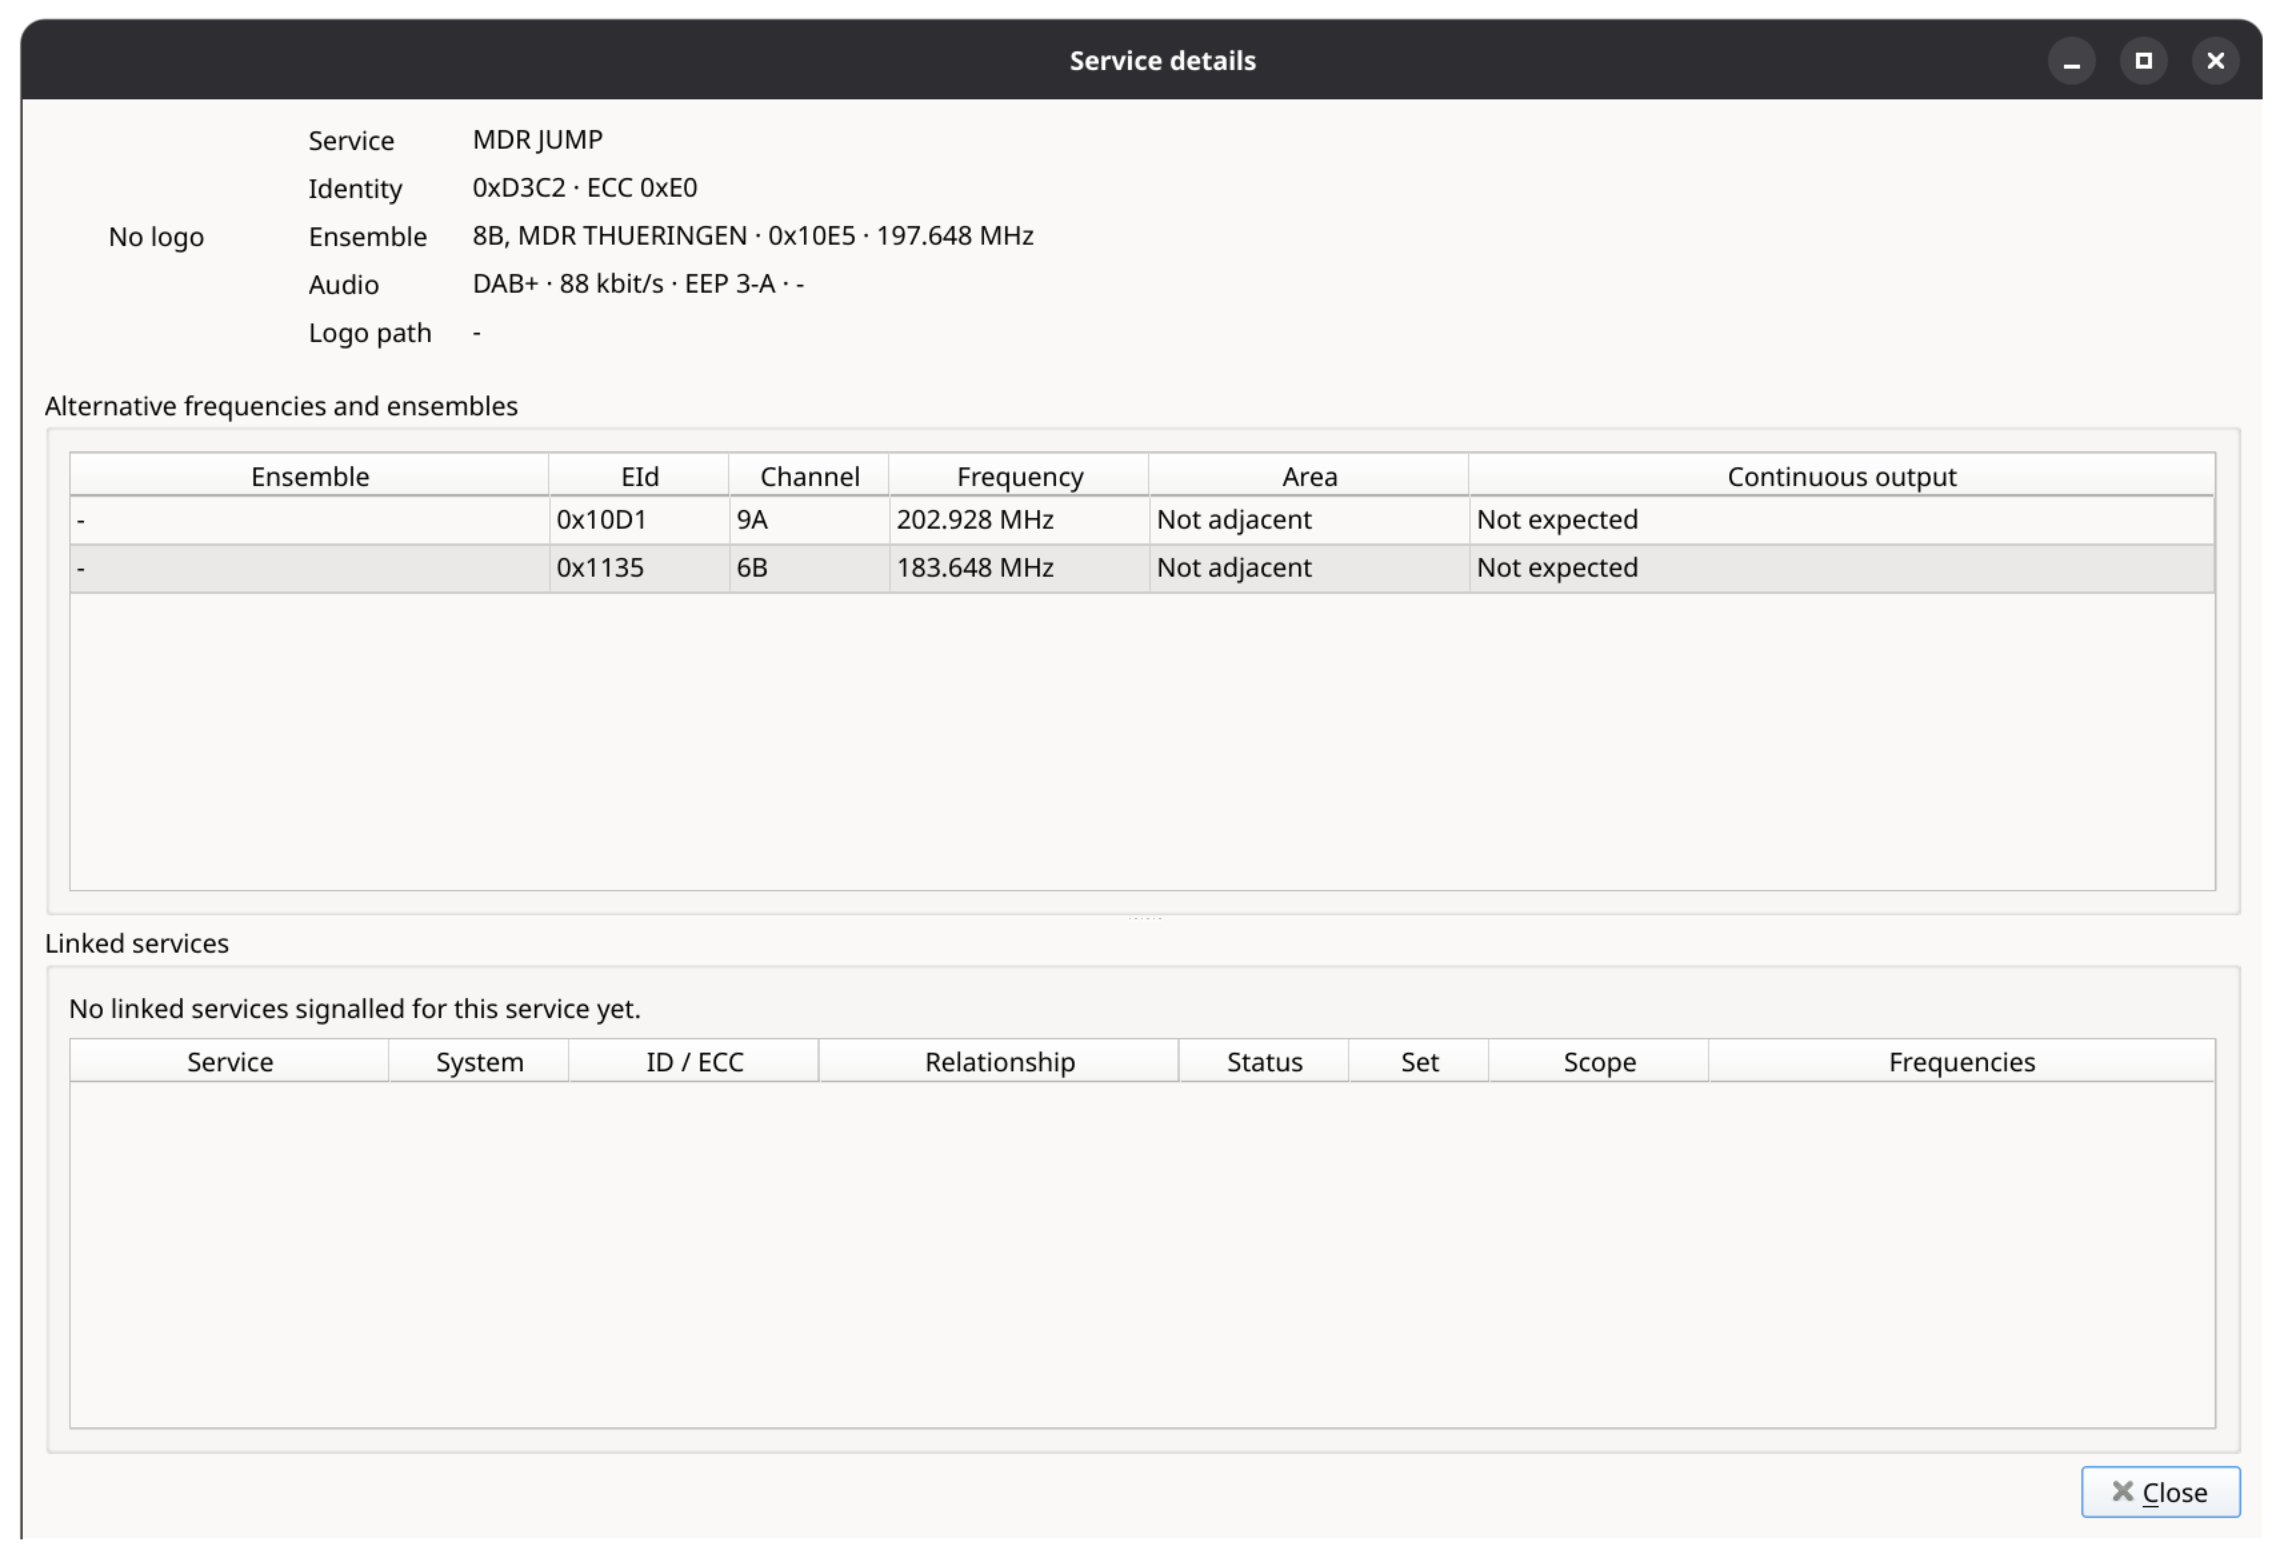 Service details
Service MDR JUMP
Identity 0xD3C2 · ECC 0xE0
No logo
Ensemble 8B, MDR THUERINGEN · 0x10E5 · 197.648 MHz
Audio DAB+ · 88 kbit/s · EEP 3-A · -
Logo path -
Alternative frequencies and ensembles
Ensemble EId Channel Frequency Area Continuous output
- 0x10D1 9A 202.928 MHz Not adjacent Not expected
- 0x1135 6B 183.648 MHz Not adjacent Not expected
Linked services
No linked services signalled for this service yet.
Service System ID / ECC Relationship Status Set Scope Frequencies
Close